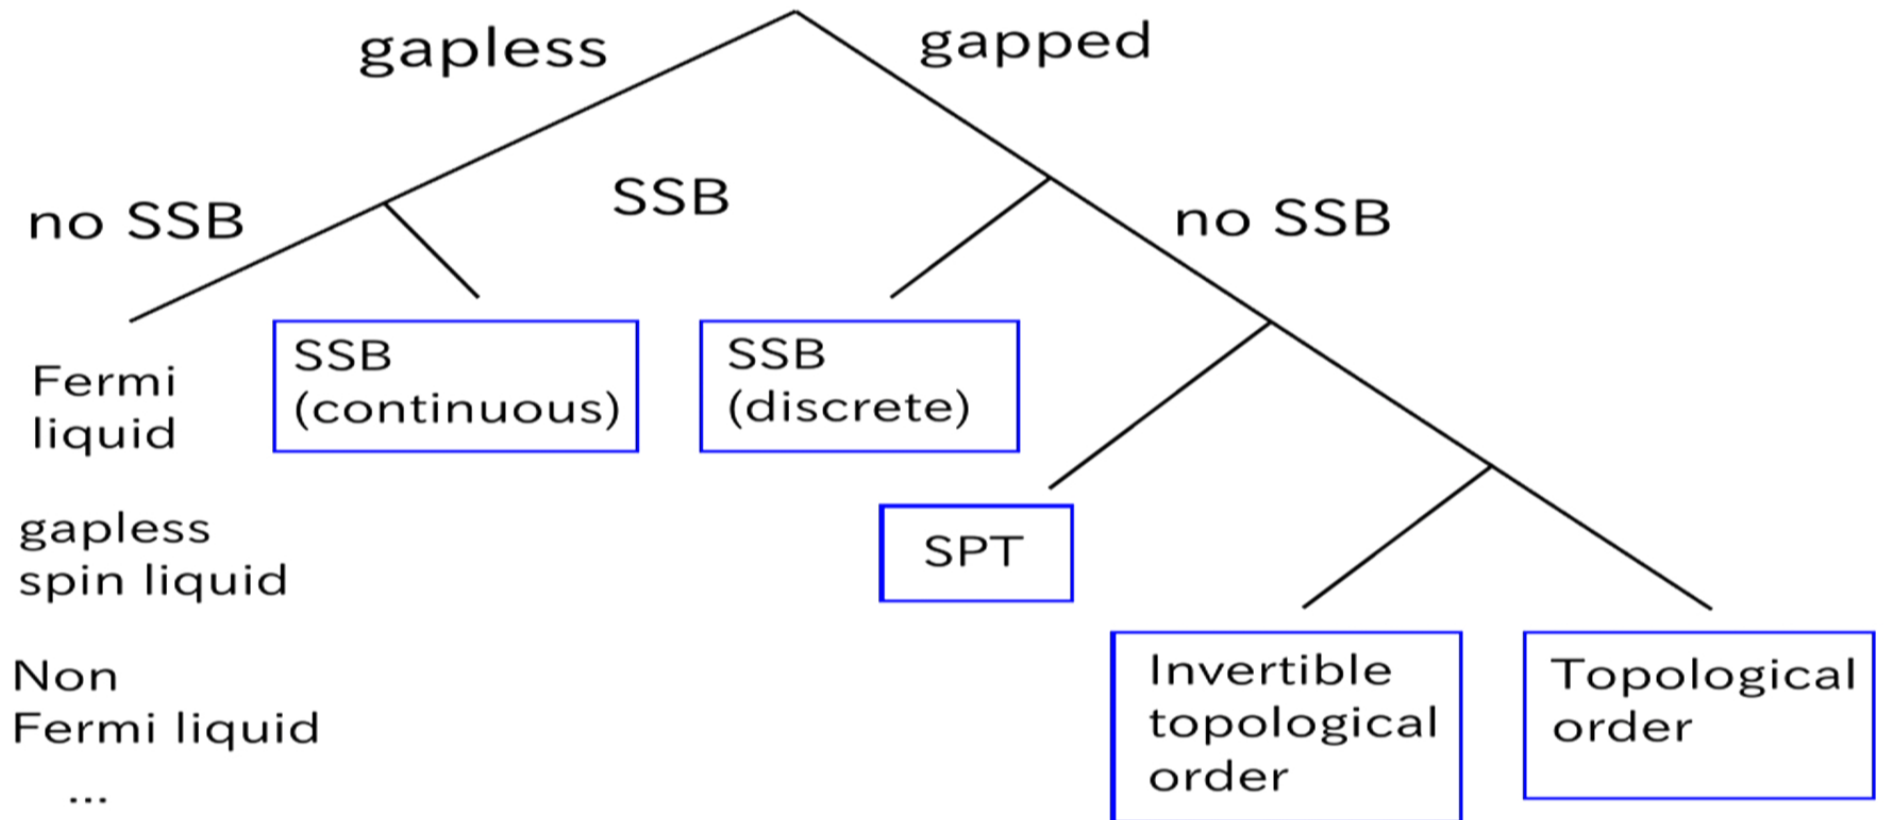 gapless
gapped
no SSB
SSB
no SSB
Fermi
liquid
SSB
(continuous)
SSB
(discrete)
gapless
spin liquid
SPT
Non
Fermi liquid
...
Invertible
topological
order
Topological
order